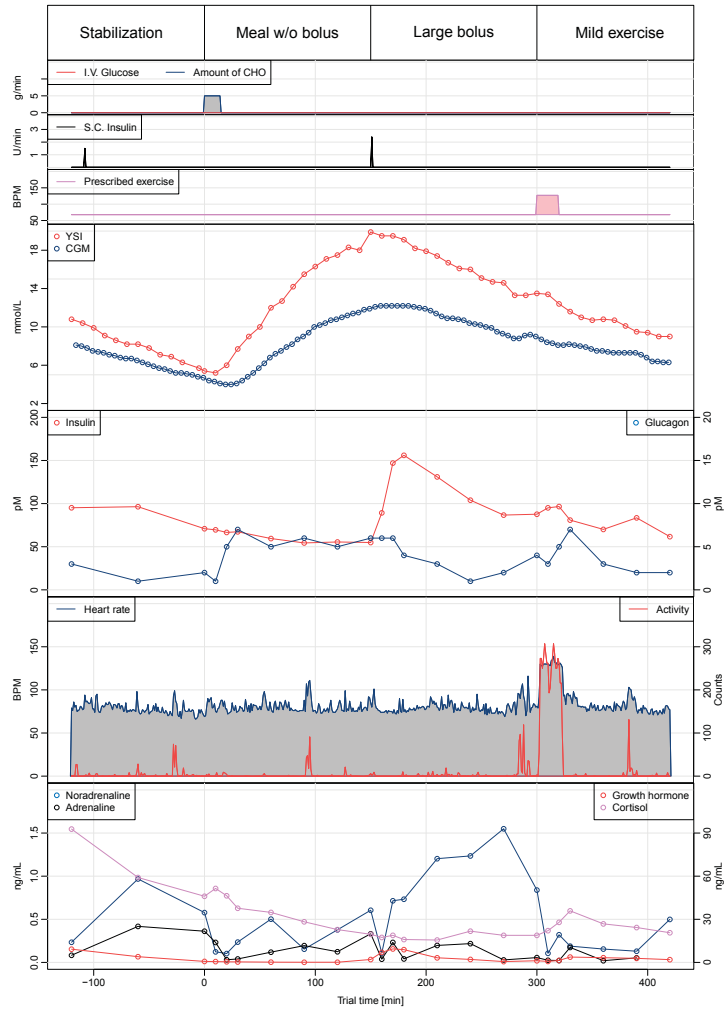 Stabilization Meal w/o bolus Large bolus Mild exercise
I.V. Glucose Amount of CHO
g/min
0 5
S.C. Insulin
U/min
1 3
Prescribed exercise
BPM
50 150
YSI
CGM
mmol/L
2 6 10 14 18
Insulin Glucagon
pM
0 50 100 150 200
pM
0 5 10 15 20
Heart rate Activity
BPM
0 50 100 150
Counts
0 100 200 300
Noradrenaline Growth hormone
Adrenaline Cortisol
ng/mL
0.0 0.5 1.0 1.5
ng/mL
0 30 60 90
−100 0 100 200 300 400
Trial time [min]